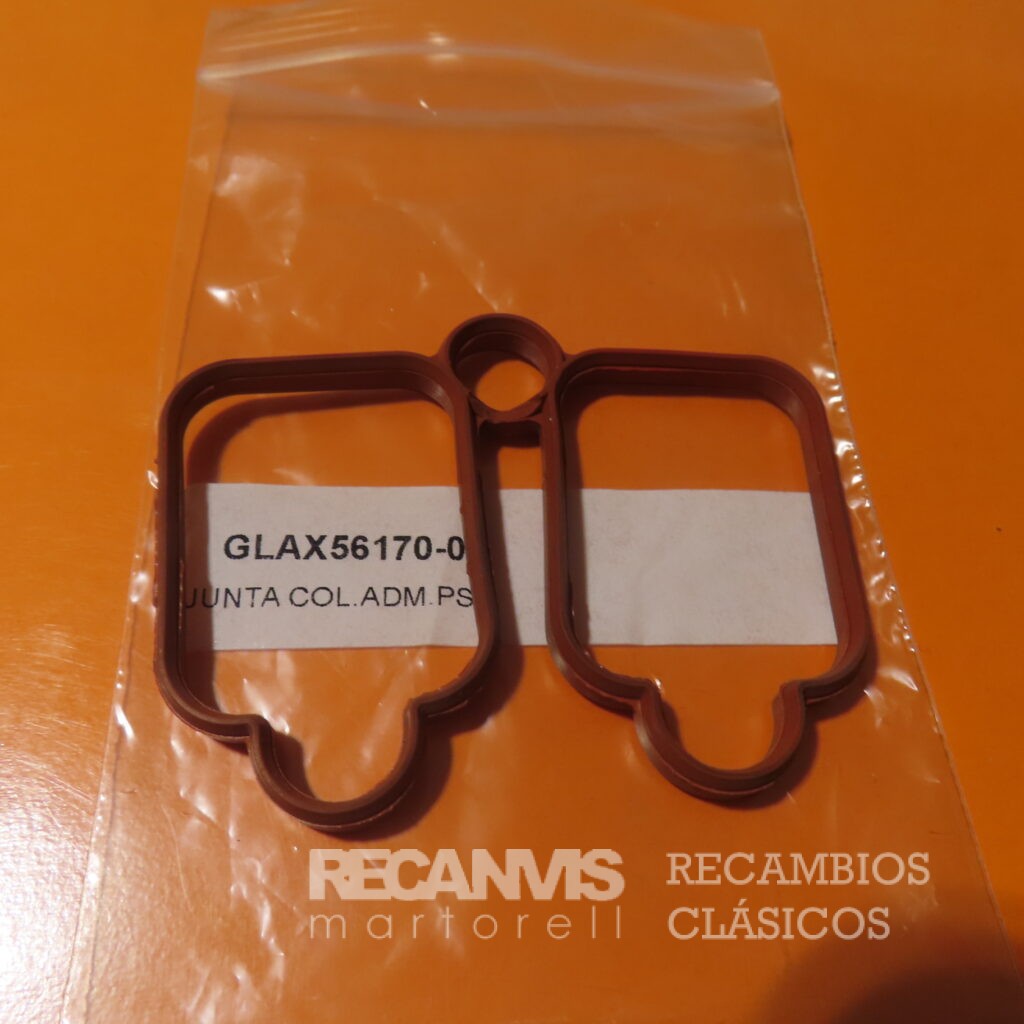 GLAX56170-0
JUNTA COL.ADM.PS
RECANVIS
martorell
RECAMBIOS
CLÁSICOS